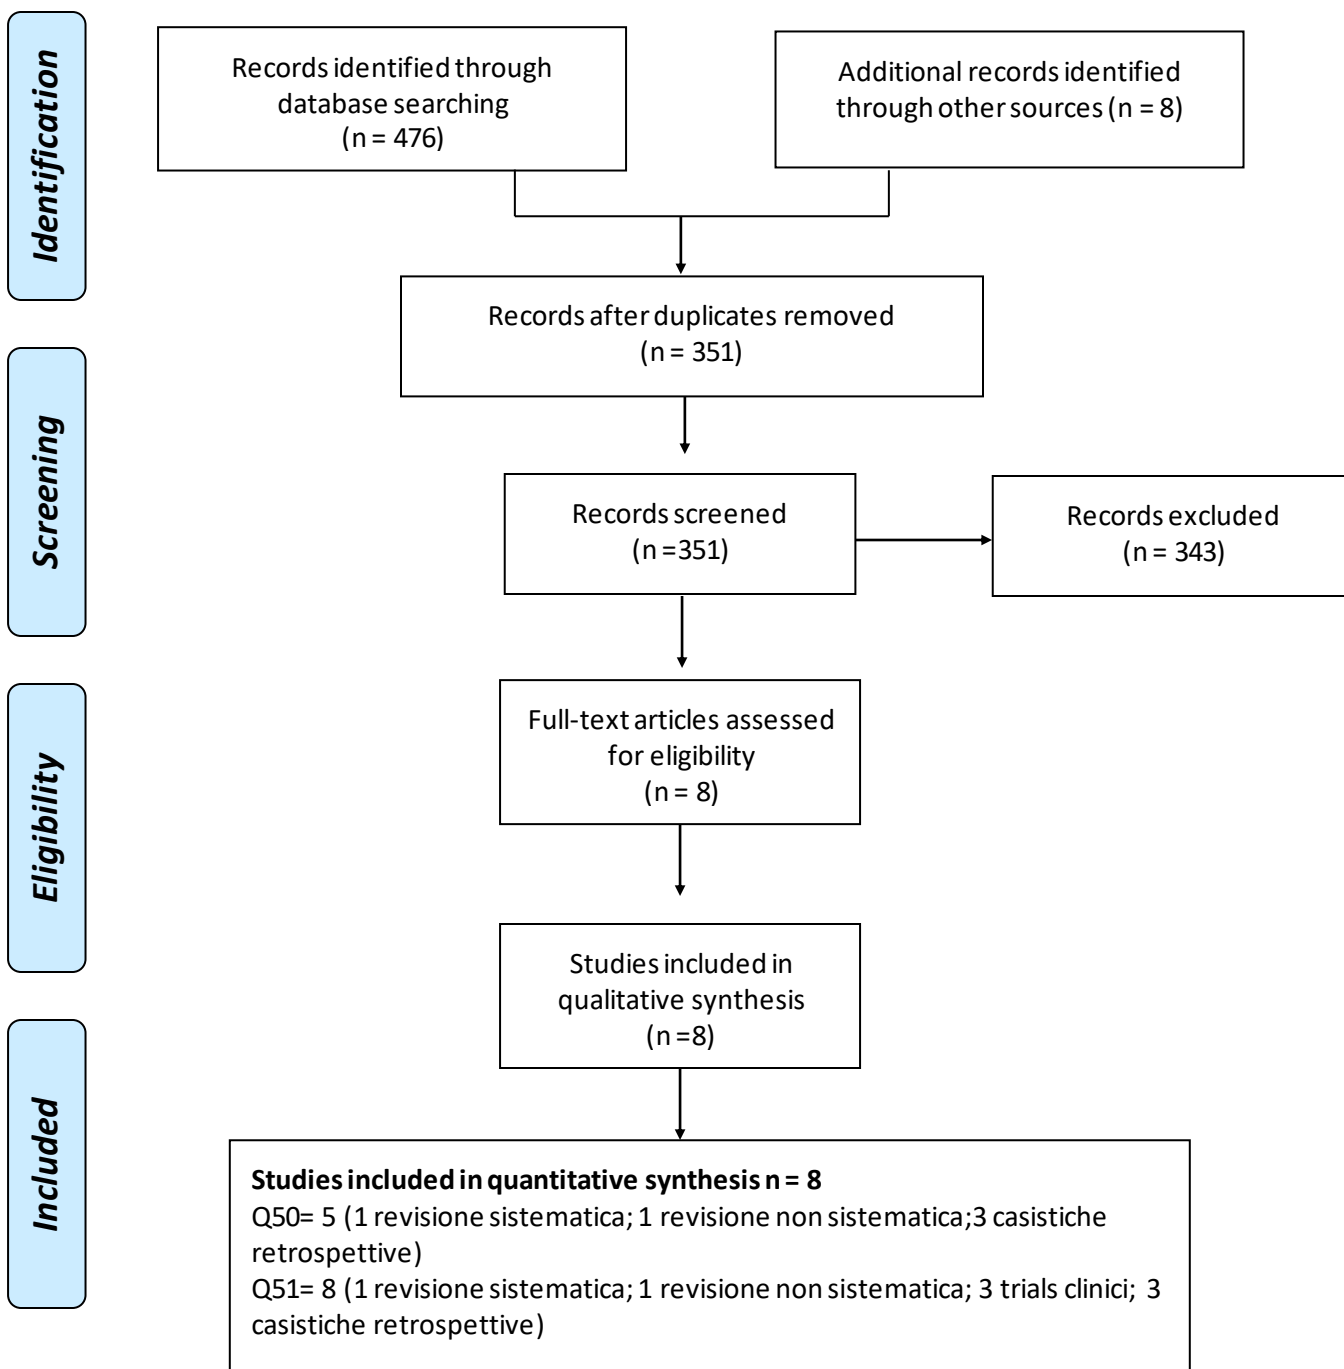 Identification
Records identified through
database searching
(n = 476)
Additional records identified
through other sources (n = 8)
Records after duplicates removed
(n = 351)
Screening
Records screened
(n =351)
Records excluded
(n = 343)
Eligibility
Full-text articles assessed
for eligibility
(n = 8)
Studies included in
qualitative synthesis
(n =8)
Included
Studies included in quantitative synthesis n = 8
Q50= 5 (1 revisione sistematica; 1 revisione non sistematica;3 casistiche
retrospettive)
Q51= 8 (1 revisione sistematica; 1 revisione non sistematica; 3 trials clinici; 3
casistiche retrospettive)